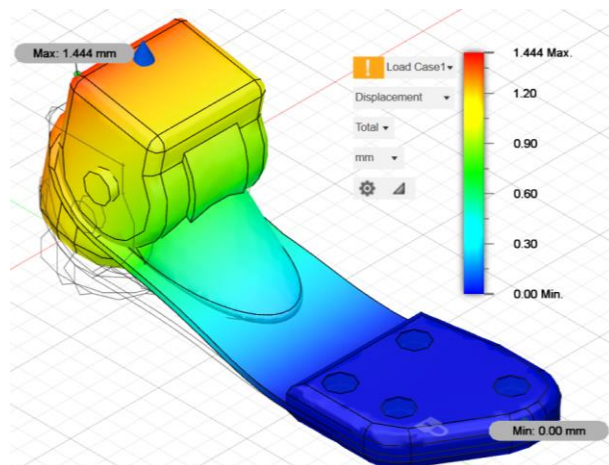 Max: 1.444 mm
Load Case1
Displacement
Total
mm
1.444 Max.
1.20
0.90
0.60
0.30
0.00 Min.
Min: 0.00 mm